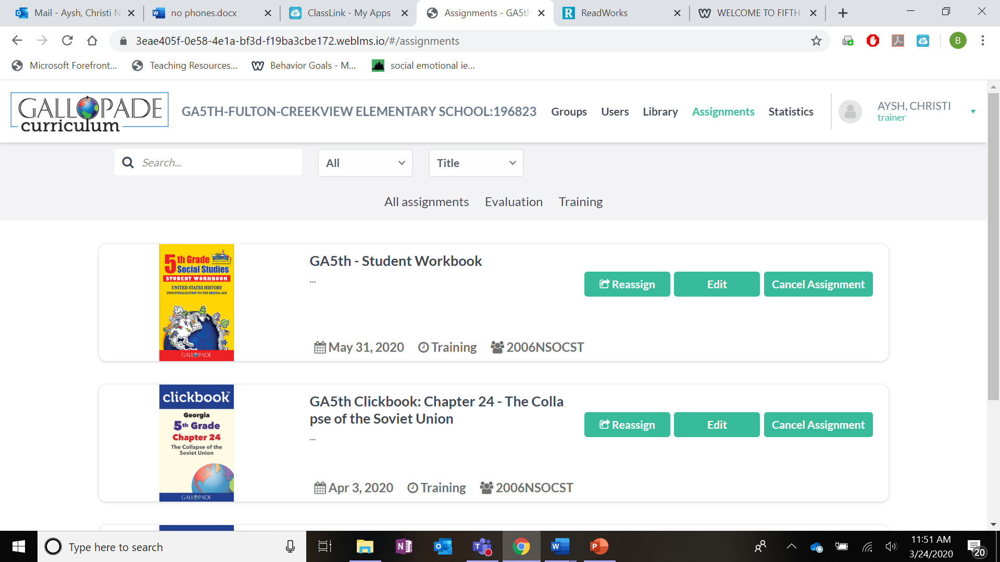 Mail - Aysh, Christi N
no phones.docx
ClassLink - My Apps
Assignments - GA5th
ReadWorks
WELCOME TO FIFTH
3eae405f-0e58-4e1a-bf3d-f19ba3cbe172.weblms.io/#/assignments
B
Microsoft Forefront...
Teaching Resources...
Behavior Goals - M...
social emotional ie...
GALLOPADE
curriculum
GA5TH-FULTON-CREEKVIEW ELEMENTARY SCHOOL:196823
Groups
Users
Library
Assignments
Statistics
AYSH, CHRISTI
trainer
Search...
All
Title
All assignments
Evaluation
Training
5th Grade
GEORGIA
Social Studies
STUDENT WORKBOOK
UNITED STATES HISTORY
INDUSTRIALIZATION TO THE DIGITAL AGE
GALLOPADE
GA5th - Student Workbook
...
Reassign
Edit
Cancel Assignment
May 31, 2020
Training
2006NSOCST
clickbook™
Georgia
5th Grade
Chapter 24
The Collapse of the
Soviet Union
GALLOPADE
GA5th Clickbook: Chapter 24 - The Colla
pse of the Soviet Union
...
Reassign
Edit
Cancel Assignment
Apr 3, 2020
Training
2006NSOCST
Type here to search
11:51 AM
3/24/2020
20